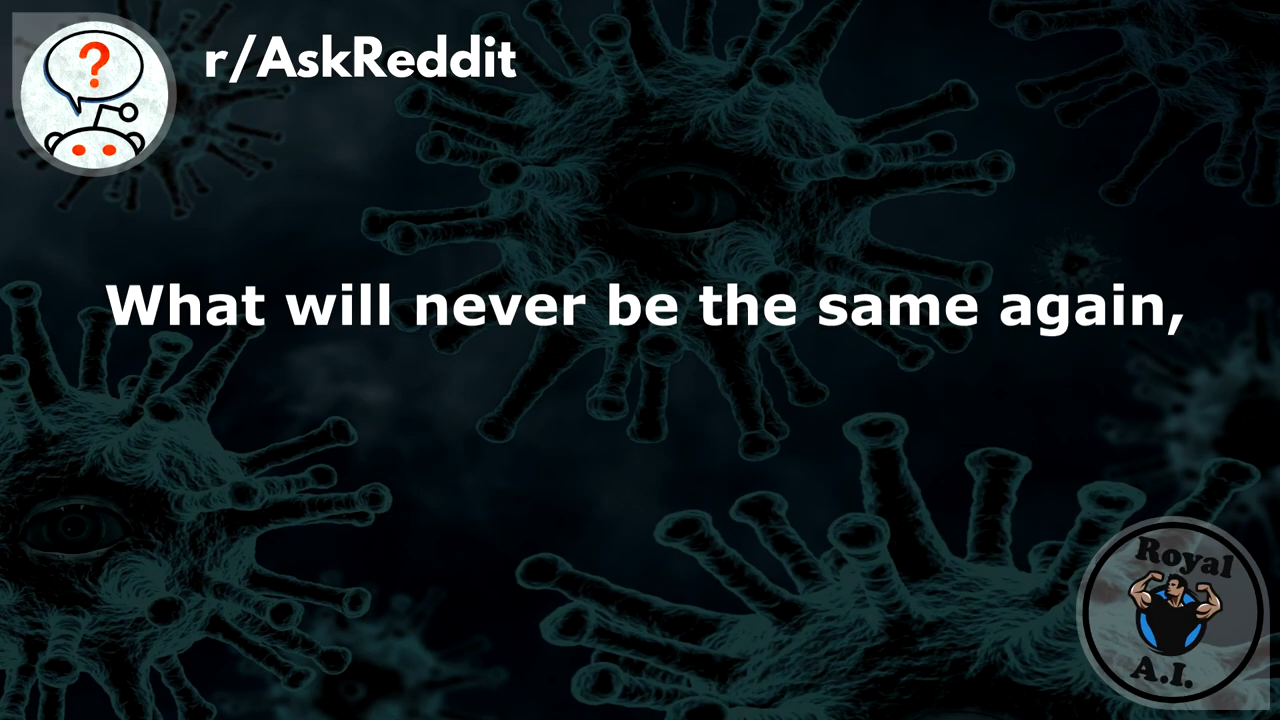 r/AskReddit
What will never be the same again,
Royal
A.I.